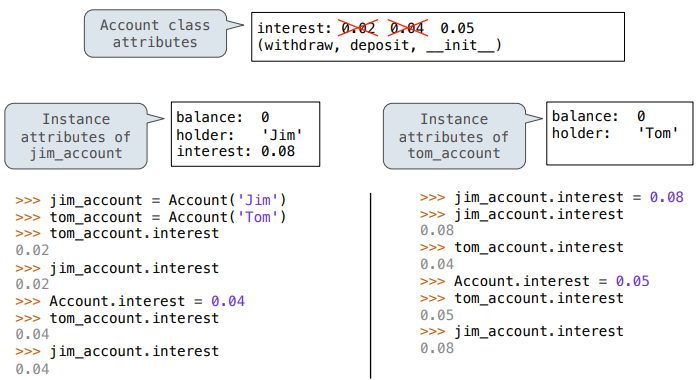 Account class
attributes
interest: 0.02 0.04 0.05
(withdraw, deposit, __init__)
Instance
attributes of
jim_account
balance: 0
holder: 'Jim'
interest: 0.08
Instance
attributes of
tom_account
balance: 0
holder: 'Tom'
>>> jim_account = Account('Jim')
>>> tom_account = Account('Tom')
>>> tom_account.interest
0.02
>>> jim_account.interest
0.02
>>> Account.interest = 0.04
>>> tom_account.interest
0.04
>>> jim_account.interest
0.04
>>> jim_account.interest = 0.08
>>> jim_account.interest
0.08
>>> tom_account.interest
0.04
>>> Account.interest = 0.05
>>> tom_account.interest
0.05
>>> jim_account.interest
0.08